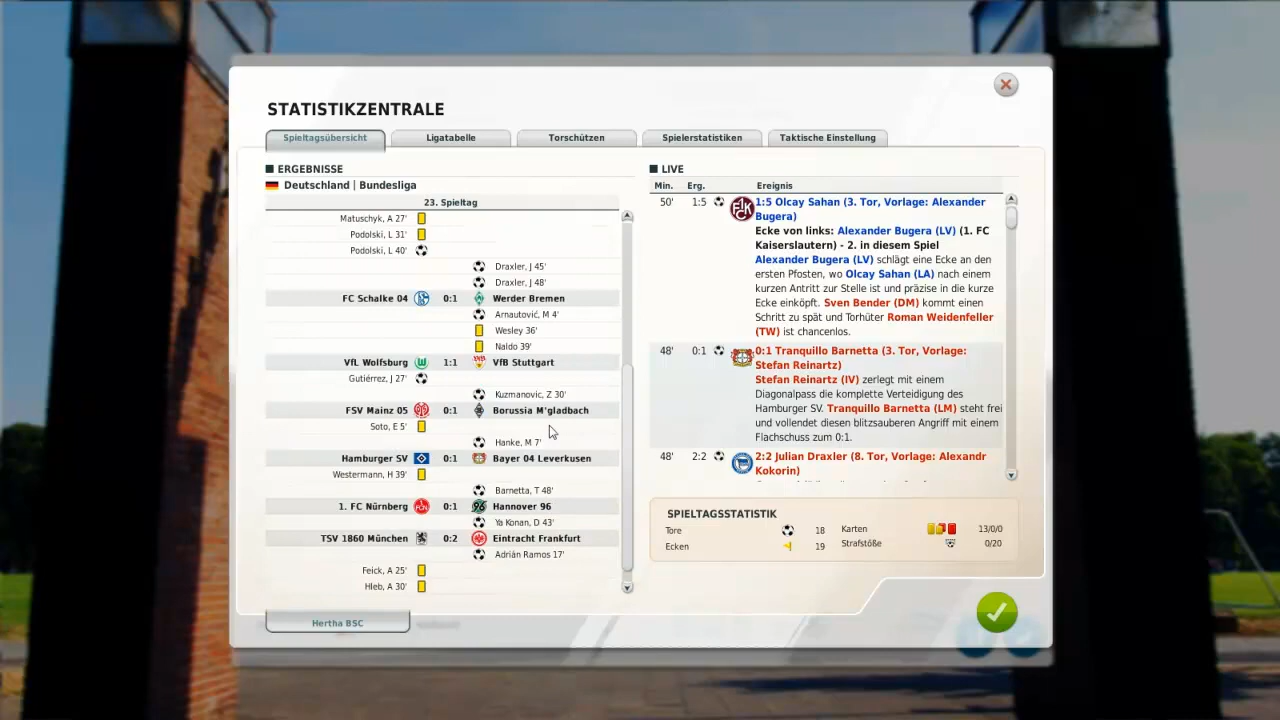 STATISTIKZENTRALE
Spieltagsübersicht
Ligatabelle
Torschützen
Spielerstatistiken
Taktische Einstellung
ERGEBNISSE
Deutschland | Bundesliga
23. Spieltag
Matuschyk, A 27'
Podolski, L 31'
Podolski, L 40'
Draxler, J 45'
Draxler, J 48'
FC Schalke 04 0:1 Werder Bremen
Arnautović, M 4'
Wesley 36'
Naldo 39'
VfL Wolfsburg 1:1 VfB Stuttgart
Gutiérrez, J 27'
Kuzmanovic, Z 30'
FSV Mainz 05 0:1 Borussia M'gladbach
Soto, E 5'
Hanke, M 7'
Hamburger SV 0:1 Bayer 04 Leverkusen
Westermann, H 39'
Barnetta, T 48'
1. FC Nürnberg 0:1 Hannover 96
Ya Konan, D 43'
TSV 1860 München 0:2 Eintracht Frankfurt
Adrián Ramos 17'
Feick, A 25'
Hleb, A 30'
Hertha BSC
LIVE
Min. Erg. Ereignis
50' 1:5 1:5 Olcay Sahan (3. Tor, Vorlage: Alexander
Bugera)
Ecke von links: Alexander Bugera (LV) (1. FC
Kaiserslautern) - 2. in diesem Spiel
Alexander Bugera (LV) schlägt eine Ecke an den
ersten Pfosten, wo Olcay Sahan (LA) nach einem
kurzen Antritt zur Stelle ist und präzise in die kurze
Ecke einköpft. Sven Bender (DM) kommt einen
Schritt zu spät und Torhüter Roman Weidenfeller
(TW) ist chancenlos.
48' 0:1 0:1 Tranquillo Barnetta (3. Tor, Vorlage:
Stefan Reinartz)
Stefan Reinartz (IV) zerlegt mit einem
Diagonalpass die komplette Verteidigung des
Hamburger SV. Tranquillo Barnetta (LM) steht frei
und vollendet diesen blitzsauberen Angriff mit einem
Flachschuss zum 0:1.
48' 2:2 2:2 Julian Draxler (8. Tor, Vorlage: Alexandr
Kokorin)
SPIELTAGSSTATISTIK
Tore 18 Karten 13/0/0
Ecken 19 Strafstöße 0/20